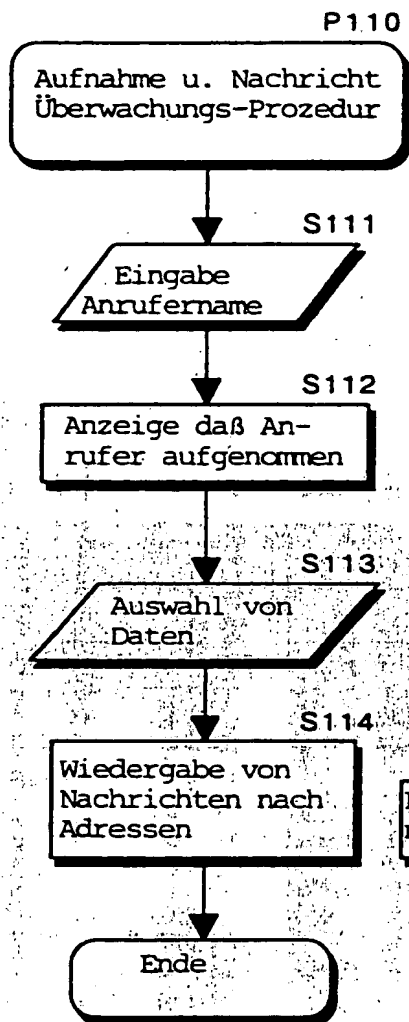 P110
Aufnahme u. Nachricht
Überwachungs-Prozedur
S111
Eingabe
Anrufername
S112
Anzeige daß An-
rufer aufgenommen
S113
Auswahl von
Daten
S114
Wiedergabe von
Nachrichten nach
Adressen
Ende